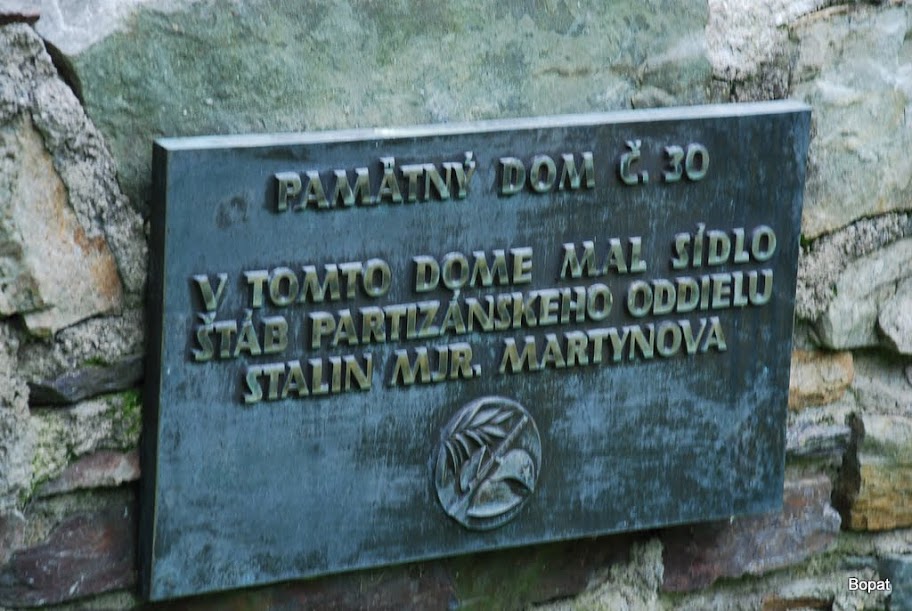 PAMÄTNÝ DOM Č. 30
V TOMTO DOME MAL SÍDLO
ŠTÁB PARTIZÁNSKEHO ODDIELU
STALIN MJR. MARTYNOVA
Bopat